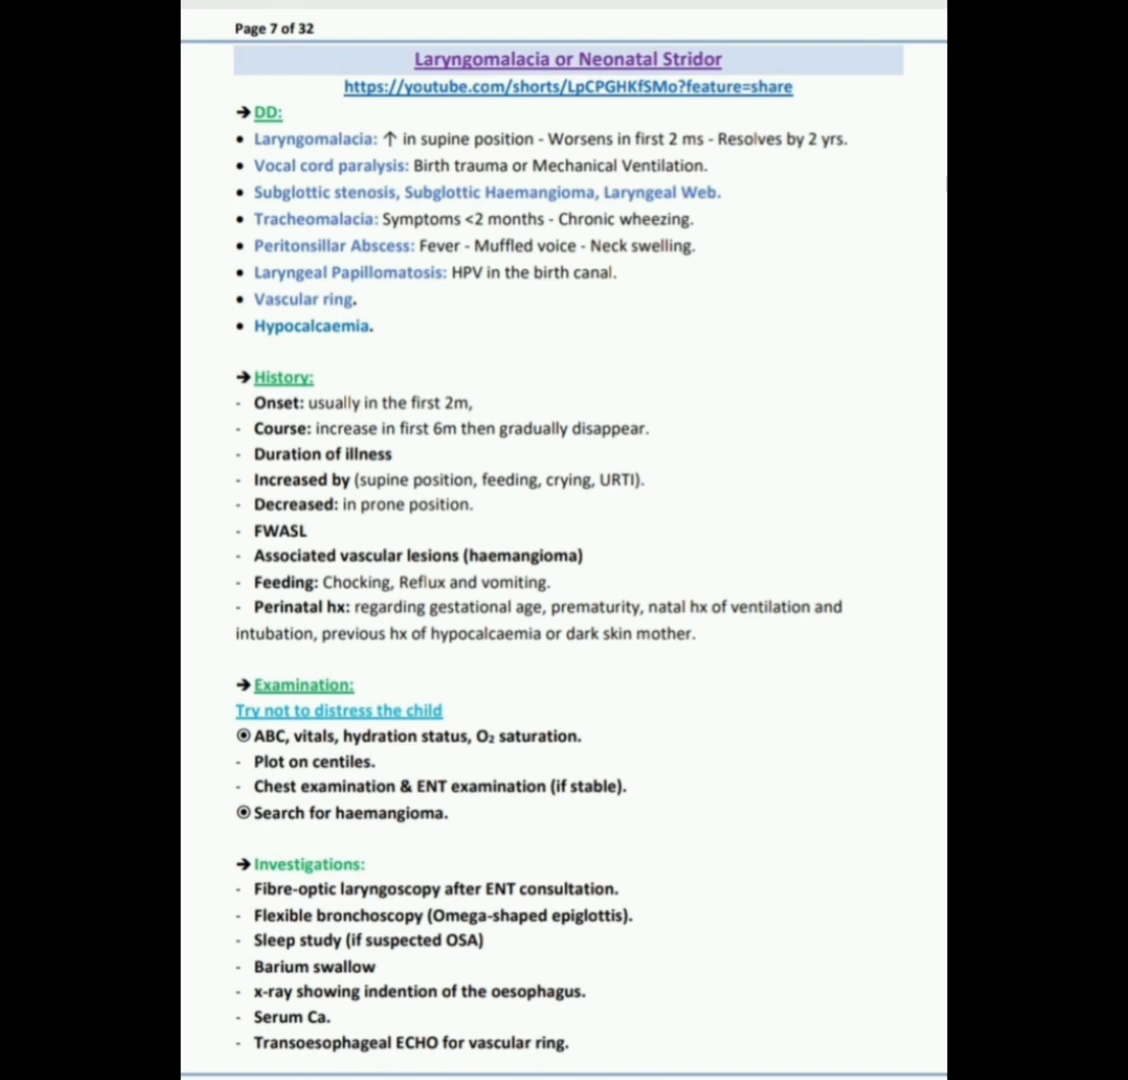 Page 7 of 32
Laryngomalacia or Neonatal Stridor
https://youtube.com/shorts/LpCPGHKfSMo?feature=share
➔ DD:
• Laryngomalacia: ↑ in supine position - Worsens in first 2 ms - Resolves by 2 yrs.
• Vocal cord paralysis: Birth trauma or Mechanical Ventilation.
• Subglottic stenosis, Subglottic Haemangioma, Laryngeal Web.
• Tracheomalacia: Symptoms <2 months - Chronic wheezing.
• Peritonsillar Abscess: Fever - Muffled voice - Neck swelling.
• Laryngeal Papillomatosis: HPV in the birth canal.
• Vascular ring.
• Hypocalcaemia.
➔ History:
- Onset: usually in the first 2m,
- Course: increase in first 6m then gradually disappear.
- Duration of illness
- Increased by (supine position, feeding, crying, URTI).
- Decreased: in prone position.
- FWASL
- Associated vascular lesions (haemangioma)
- Feeding: Chocking, Reflux and vomiting.
- Perinatal hx: regarding gestational age, prematurity, natal hx of ventilation and
intubation, previous hx of hypocalcaemia or dark skin mother.
➔ Examination:
Try not to distress the child
◉ ABC, vitals, hydration status, O₂ saturation.
- Plot on centiles.
- Chest examination & ENT examination (if stable).
◉ Search for haemangioma.
➔ Investigations:
- Fibre-optic laryngoscopy after ENT consultation.
- Flexible bronchoscopy (Omega-shaped epiglottis).
- Sleep study (if suspected OSA)
- Barium swallow
- x-ray showing indention of the oesophagus.
- Serum Ca.
- Transoesophageal ECHO for vascular ring.